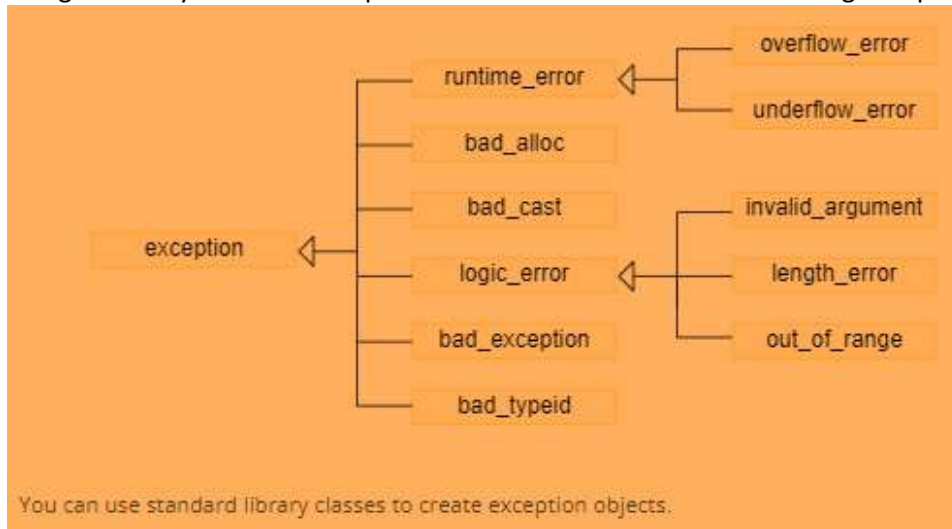 overflow_error
runtime_error
underflow_error
bad_alloc
bad_cast
invalid_argument
exception
logic_error
length_error
bad_exception
out_of_range
bad_typeid
You can use standard library classes to create exception objects.